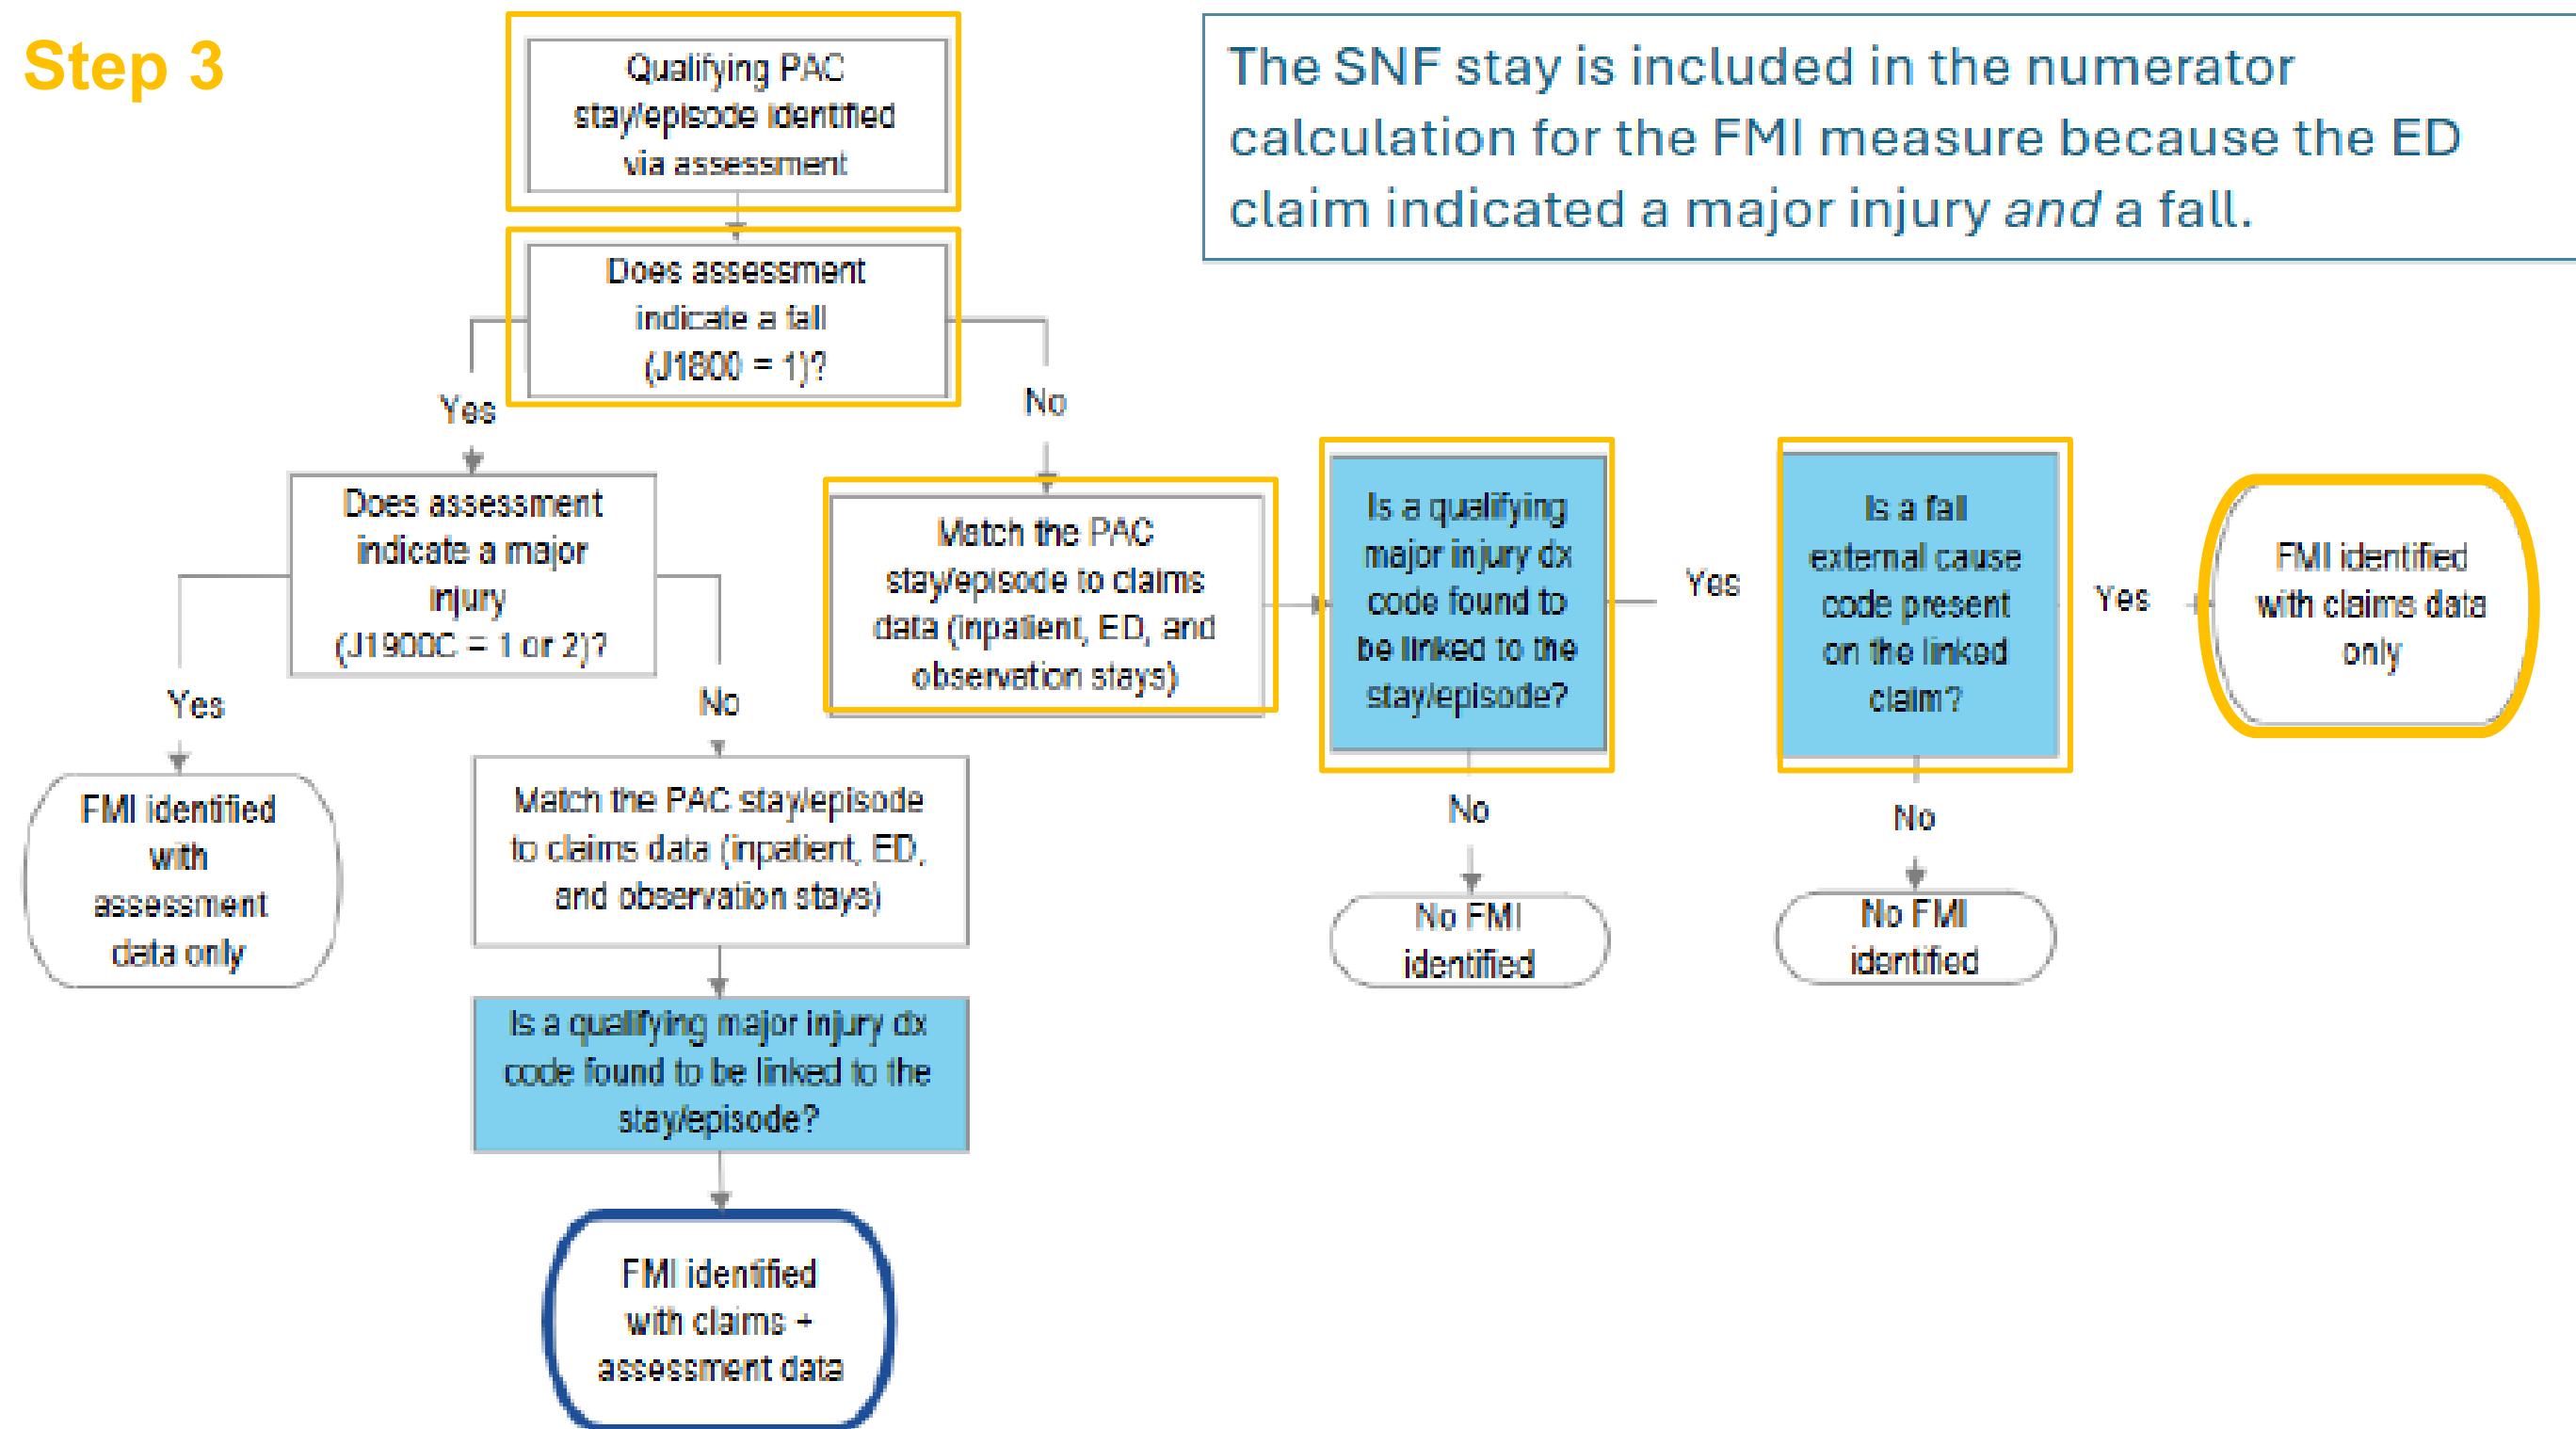 Step 3
Qualifying PAC
stay/episode identified
via assessment
The SNF stay is included in the numerator
calculation for the FMI measure because the ED
claim indicated a major injury and a fall.
Does assessment
indicate a fall
(J1800 = 1)?
Yes
No
Does assessment
indicate a major
injury
(J1900C = 1 or 2)?
Match the PAC
stay/episode to claims
data (inpatient, ED, and
observation stays)
Is a qualifying
major injury dx
code found to
be linked to the
stay/episode?
Yes
Is a fall
external cause
code present
on the linked
claim?
Yes
FMI identified
with claims data
only
Yes
No
No
No
FMI identified
with
assessment
data only
Match the PAC stay/episode
to claims data (inpatient, ED,
and observation stays)
No FMI
identified
No FMI
identified
Is a qualifying major injury dx
code found to be linked to the
stay/episode?
FMI identified
with claims +
assessment data